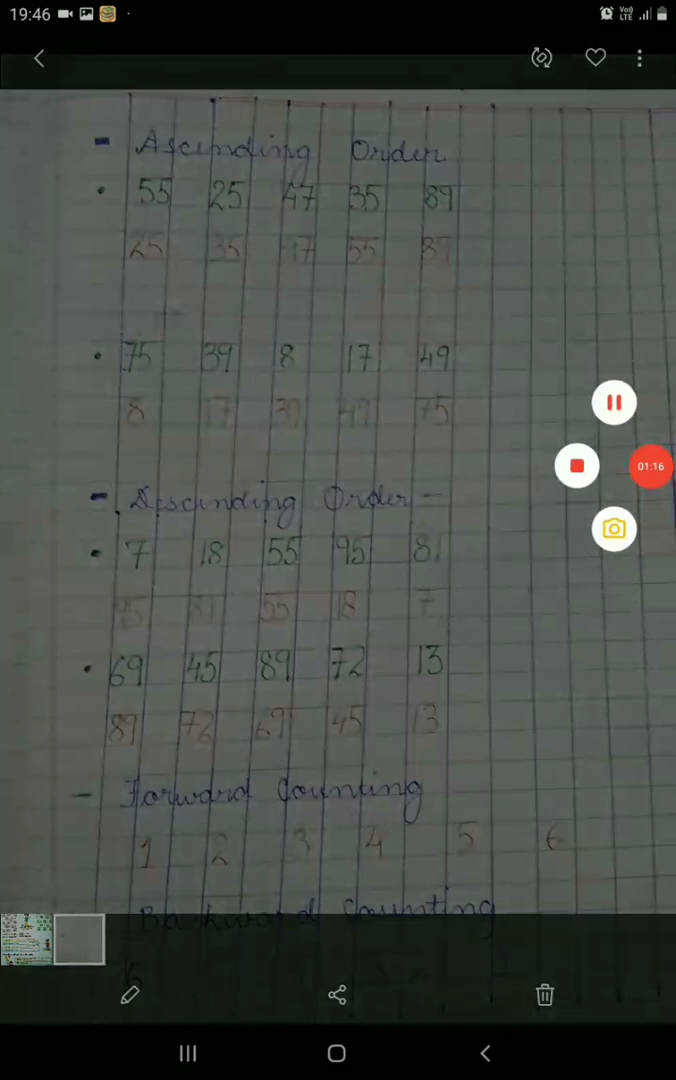 19:46
Vo) LTE
- Ascending Order
• 55 25 47 35 89
25 35 47 55 89
• 75 39 8 17 49
8 17 39 49 75
- Descending Order -
• 7 18 55 95 81
95 81 55 18 7
• 69 45 89 72 13
89 72 69 45 13
- Forward Counting
1 2 3 4 5 6
Backward Counting
01:16